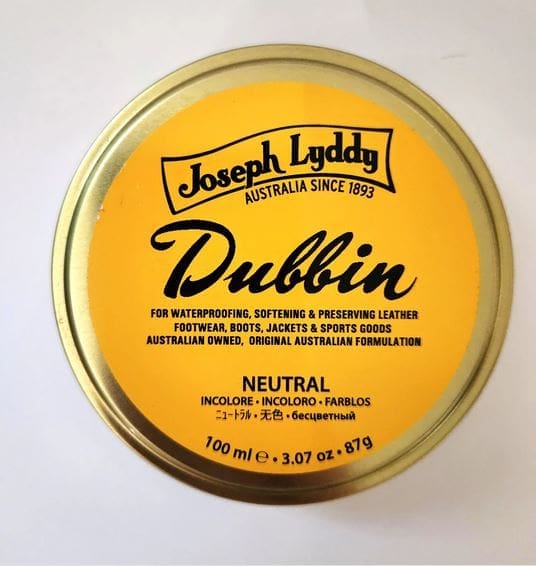 Joseph Lyddy
AUSTRALIA SINCE 1893
Dubbin
FOR WATERPROOFING, SOFTENING & PRESERVING LEATHER
FOOTWEAR, BOOTS, JACKETS & SPORTS GOODS
AUSTRALIAN OWNED, ORIGINAL AUSTRALIAN FORMULATION
NEUTRAL
INCOLORE • INCOLORO • FARBLOS
ニュートラル • 无色 • бесцветный
100 ml ℮ • 3.07 oz • 87g